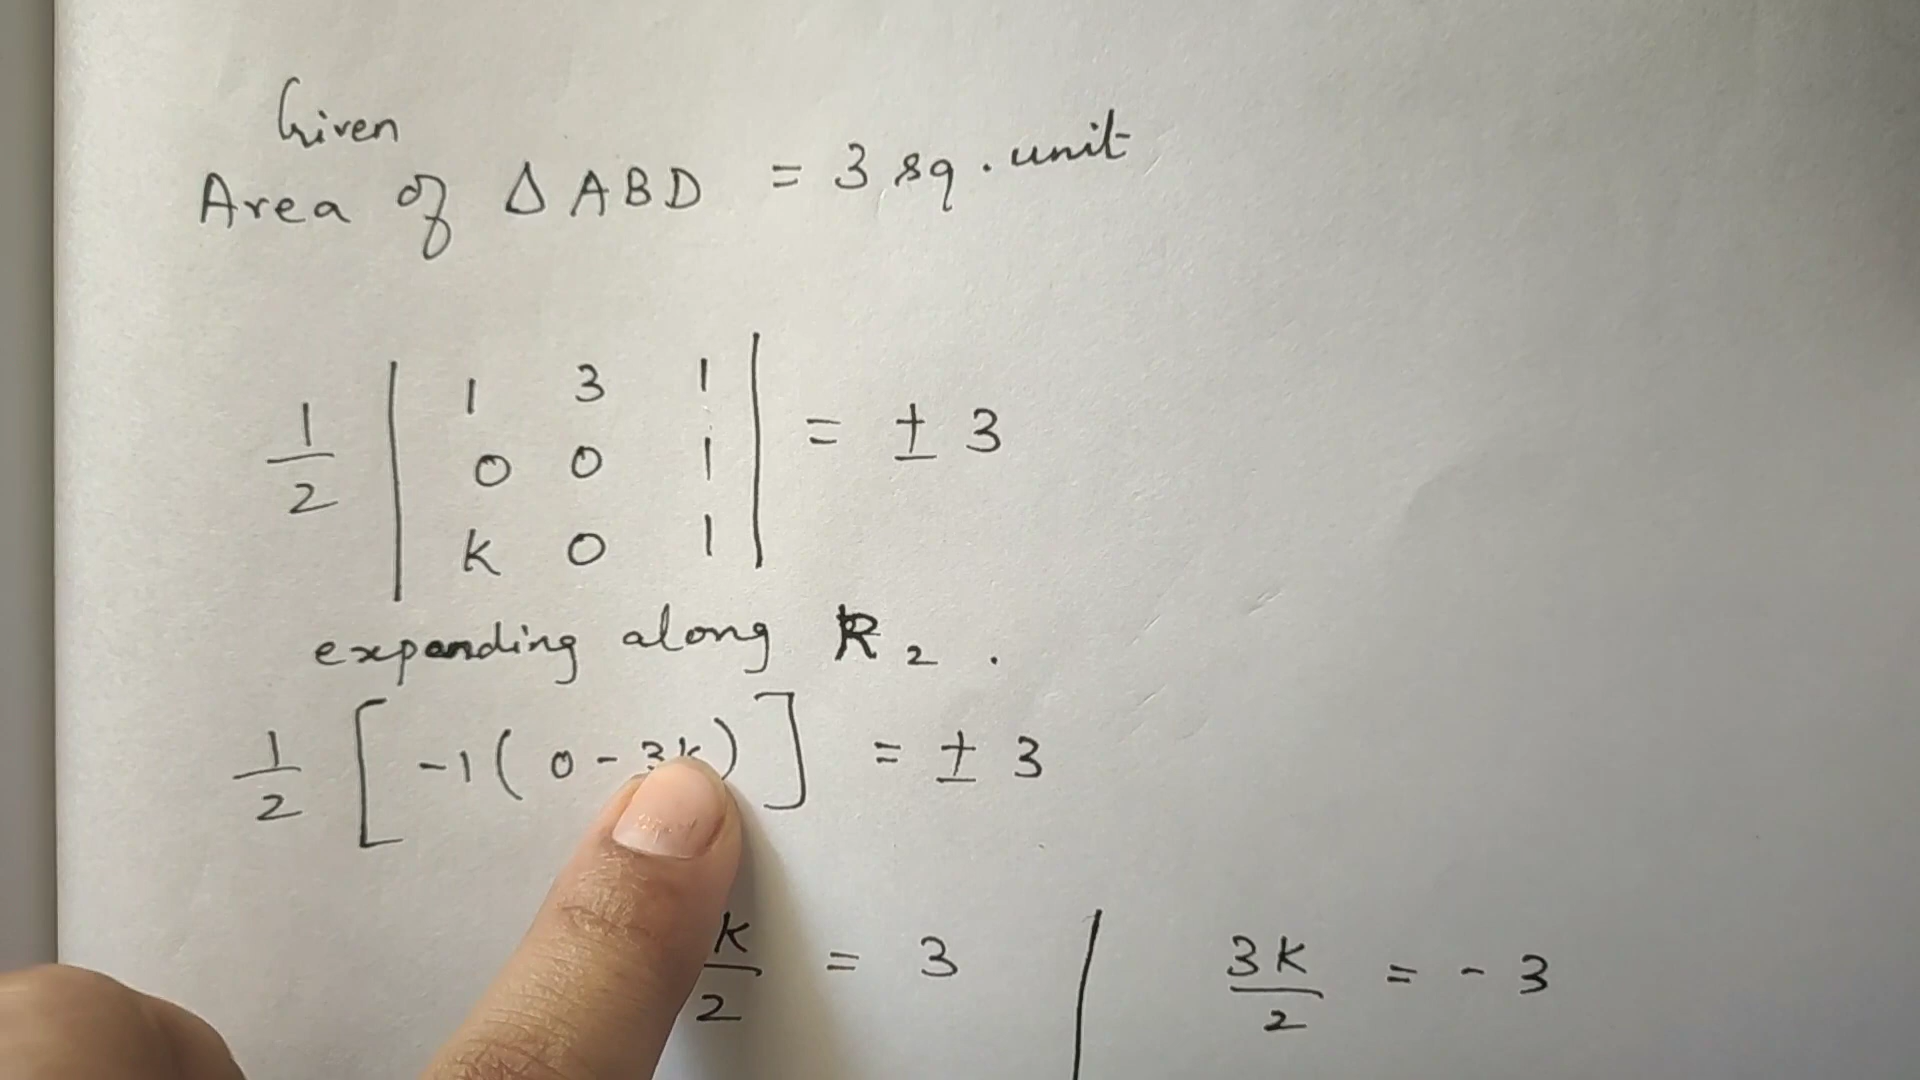 Given
Area of Δ ABD = 3 sq. unit
1/2 | 1 3 1 |
| 0 0 1 | = ± 3
| K 0 1 |
expanding along R2.
1/2 [ -1 ( 0 - 3k ) ] = ± 3
K/2 = 3 | 3K/2 = - 3